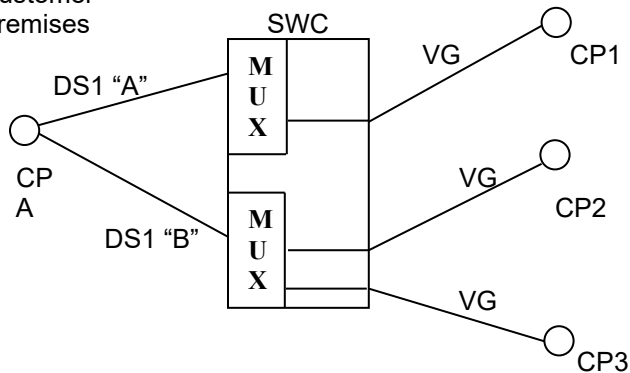 remises
SWC
VG
CP1
DS1 “A”
M
U
X
CP
A
VG
CP2
DS1 “B”
M
U
X
VG
CP3